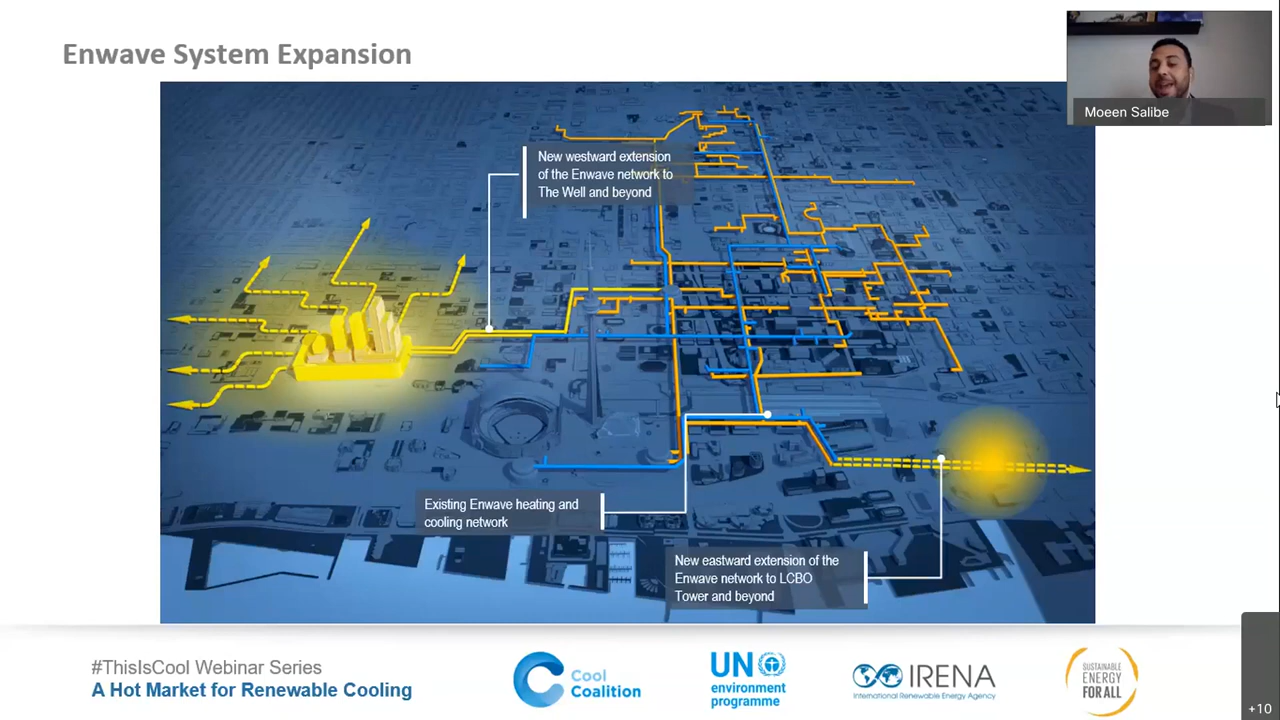 Enwave System Expansion
Moeen Salibe
New westward extension
of the Enwave network to
The Well and beyond
Existing Enwave heating and
cooling network
New eastward extension of the
Enwave network to LCBO
Tower and beyond
#ThisIsCool Webinar Series
A Hot Market for Renewable Cooling
Cool
Coalition
UN
environment
programme
IRENA
International Renewable Energy Agency
SUSTAINABLE
ENERGY
FOR ALL
+10